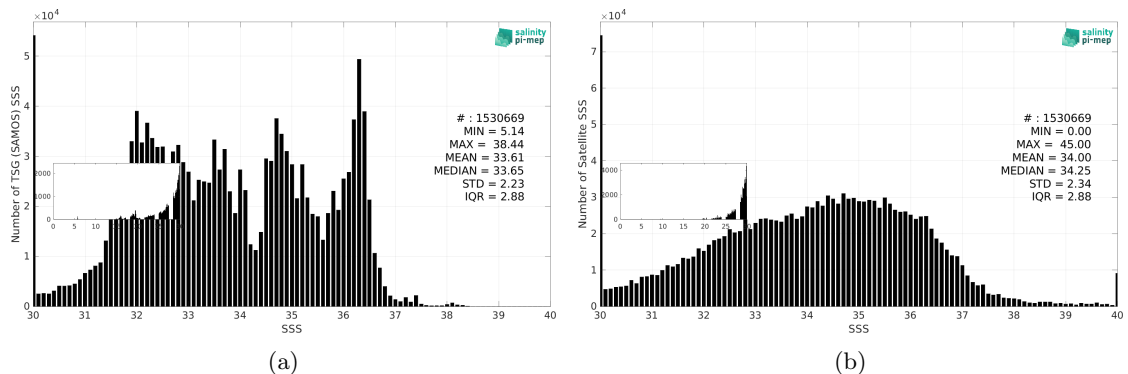 ×10⁴
5
4
3
2
1
0
30 31 32 33 34 35 36 37 38 39 40
SSS
Number of TSG (SAMOS) SSS
salinity
pi-mep
# : 1530669
MIN = 5.14
MAX = 38.44
MEAN = 33.61
MEDIAN = 33.65
STD = 2.23
IQR = 2.88
2000
1000
0
0 5 10 15 20 25 30
(a)
×10⁴
7
6
5
4
3
2
1
0
30 31 32 33 34 35 36 37 38 39 40
SSS
Number of Satellite SSS
salinity
pi-mep
# : 1530669
MIN = 0.00
MAX = 45.00
MEAN = 34.00
MEDIAN = 34.25
STD = 2.34
IQR = 2.88
4000
2000
0
0 5 10 15 20 25 30
(b)